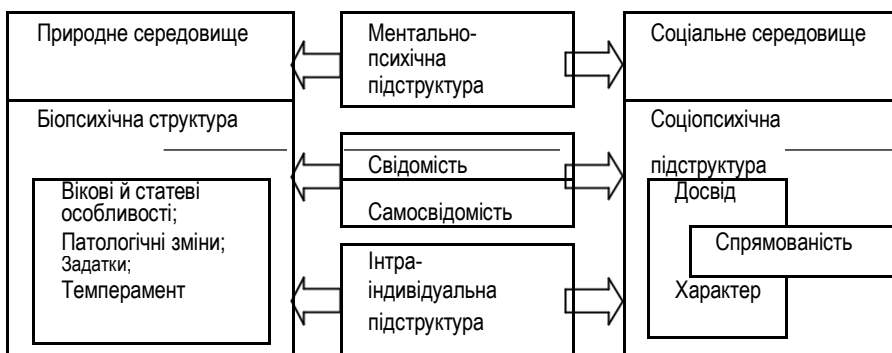 Природне середовище
Біопсихічна структура
Вікові й статеві
особливості;
Патологічні зміни;
Задатки;
Темперамент
Ментально-
психічна
підструктура
Свідомість
Самосвідомість
Інтра-
індивідуальна
підструктура
Соціальне середовище
Соціопсихічна
підструктура
Досвід
Спрямованість
Характер